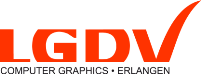 LGDV
COMPUTER GRAPHICS • ERLANGEN